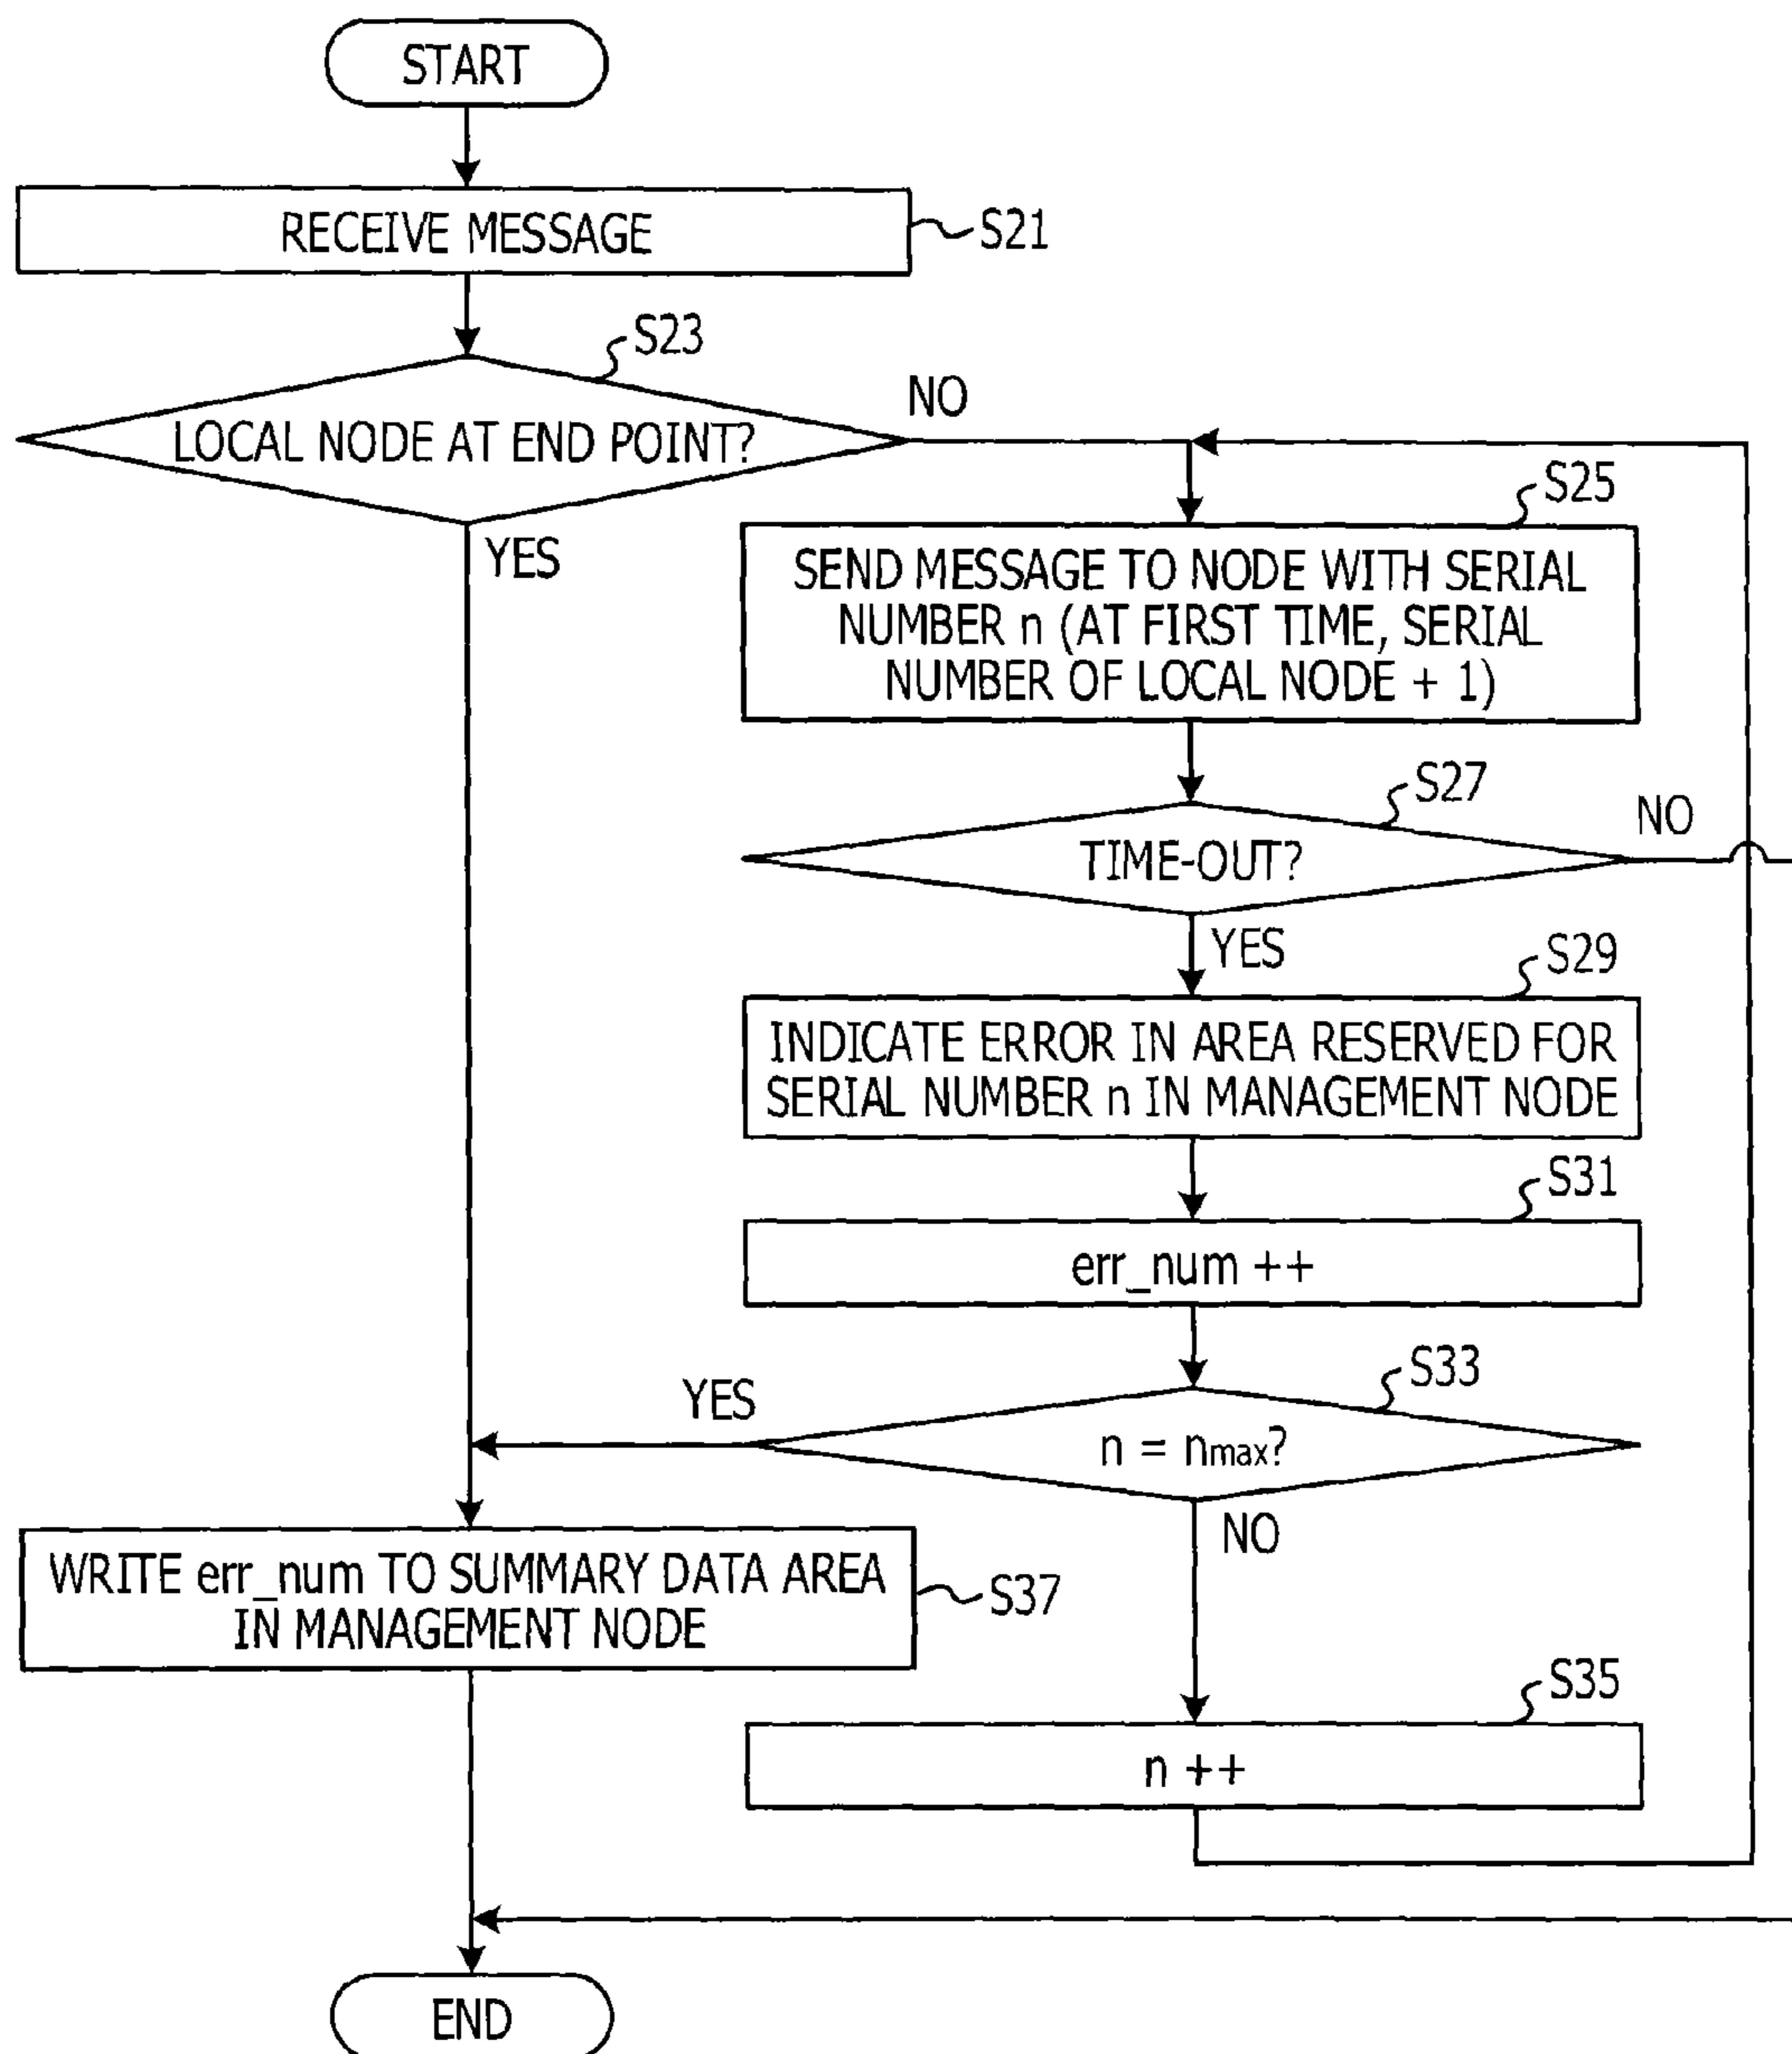 START
RECEIVE MESSAGE
S21
S23
LOCAL NODE AT END POINT?
NO
YES
S25
SEND MESSAGE TO NODE WITH SERIAL
NUMBER n (AT FIRST TIME, SERIAL
NUMBER OF LOCAL NODE + 1)
S27
TIME-OUT?
NO
YES
S29
INDICATE ERROR IN AREA RESERVED FOR
SERIAL NUMBER n IN MANAGEMENT NODE
S31
err_num ++
S33
n = nmax?
YES
NO
WRITE err_num TO SUMMARY DATA AREA
IN MANAGEMENT NODE
S37
S35
n ++
END